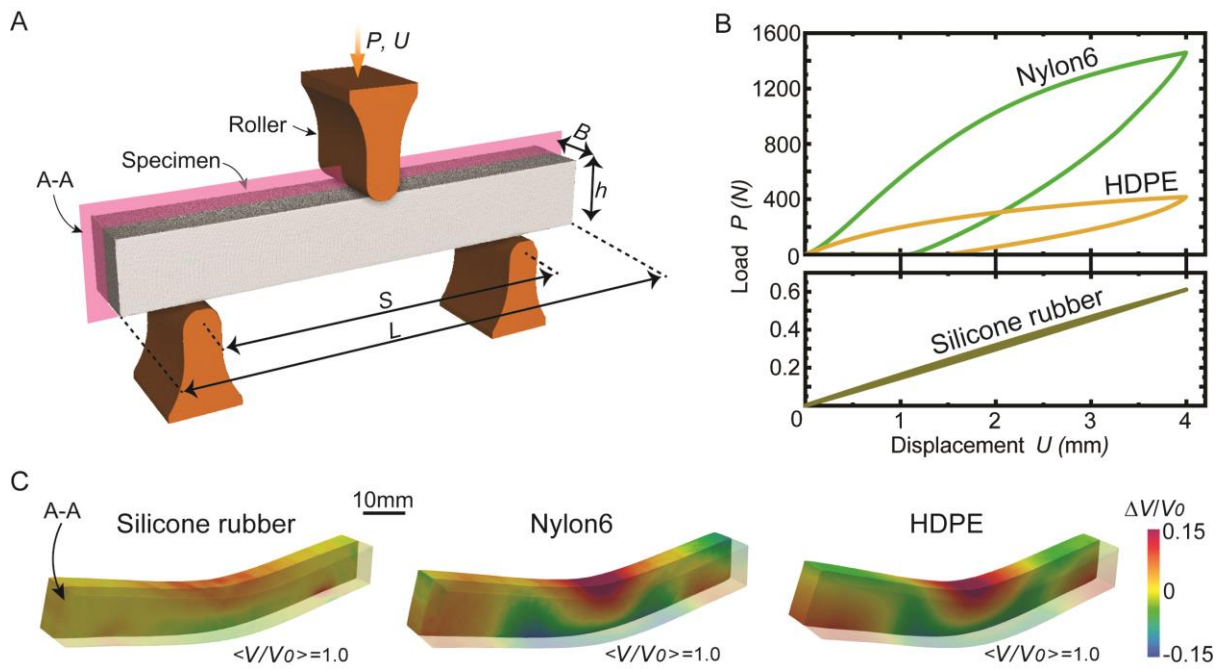 A
P, U
Roller
Specimen
A-A
B
h
S
L
B
1600
1200
800
400
0
Nylon6
HDPE
Load P (N)
0.6
0.4
0.2
0
Silicone rubber
1
2
3
4
Displacement U (mm)
C
A-A
10mm
Silicone rubber
Nylon6
HDPE
ΔV/V0
0.15
0
-0.15
<V/V0>=1.0
<V/V0>=1.0
<V/V0>=1.0